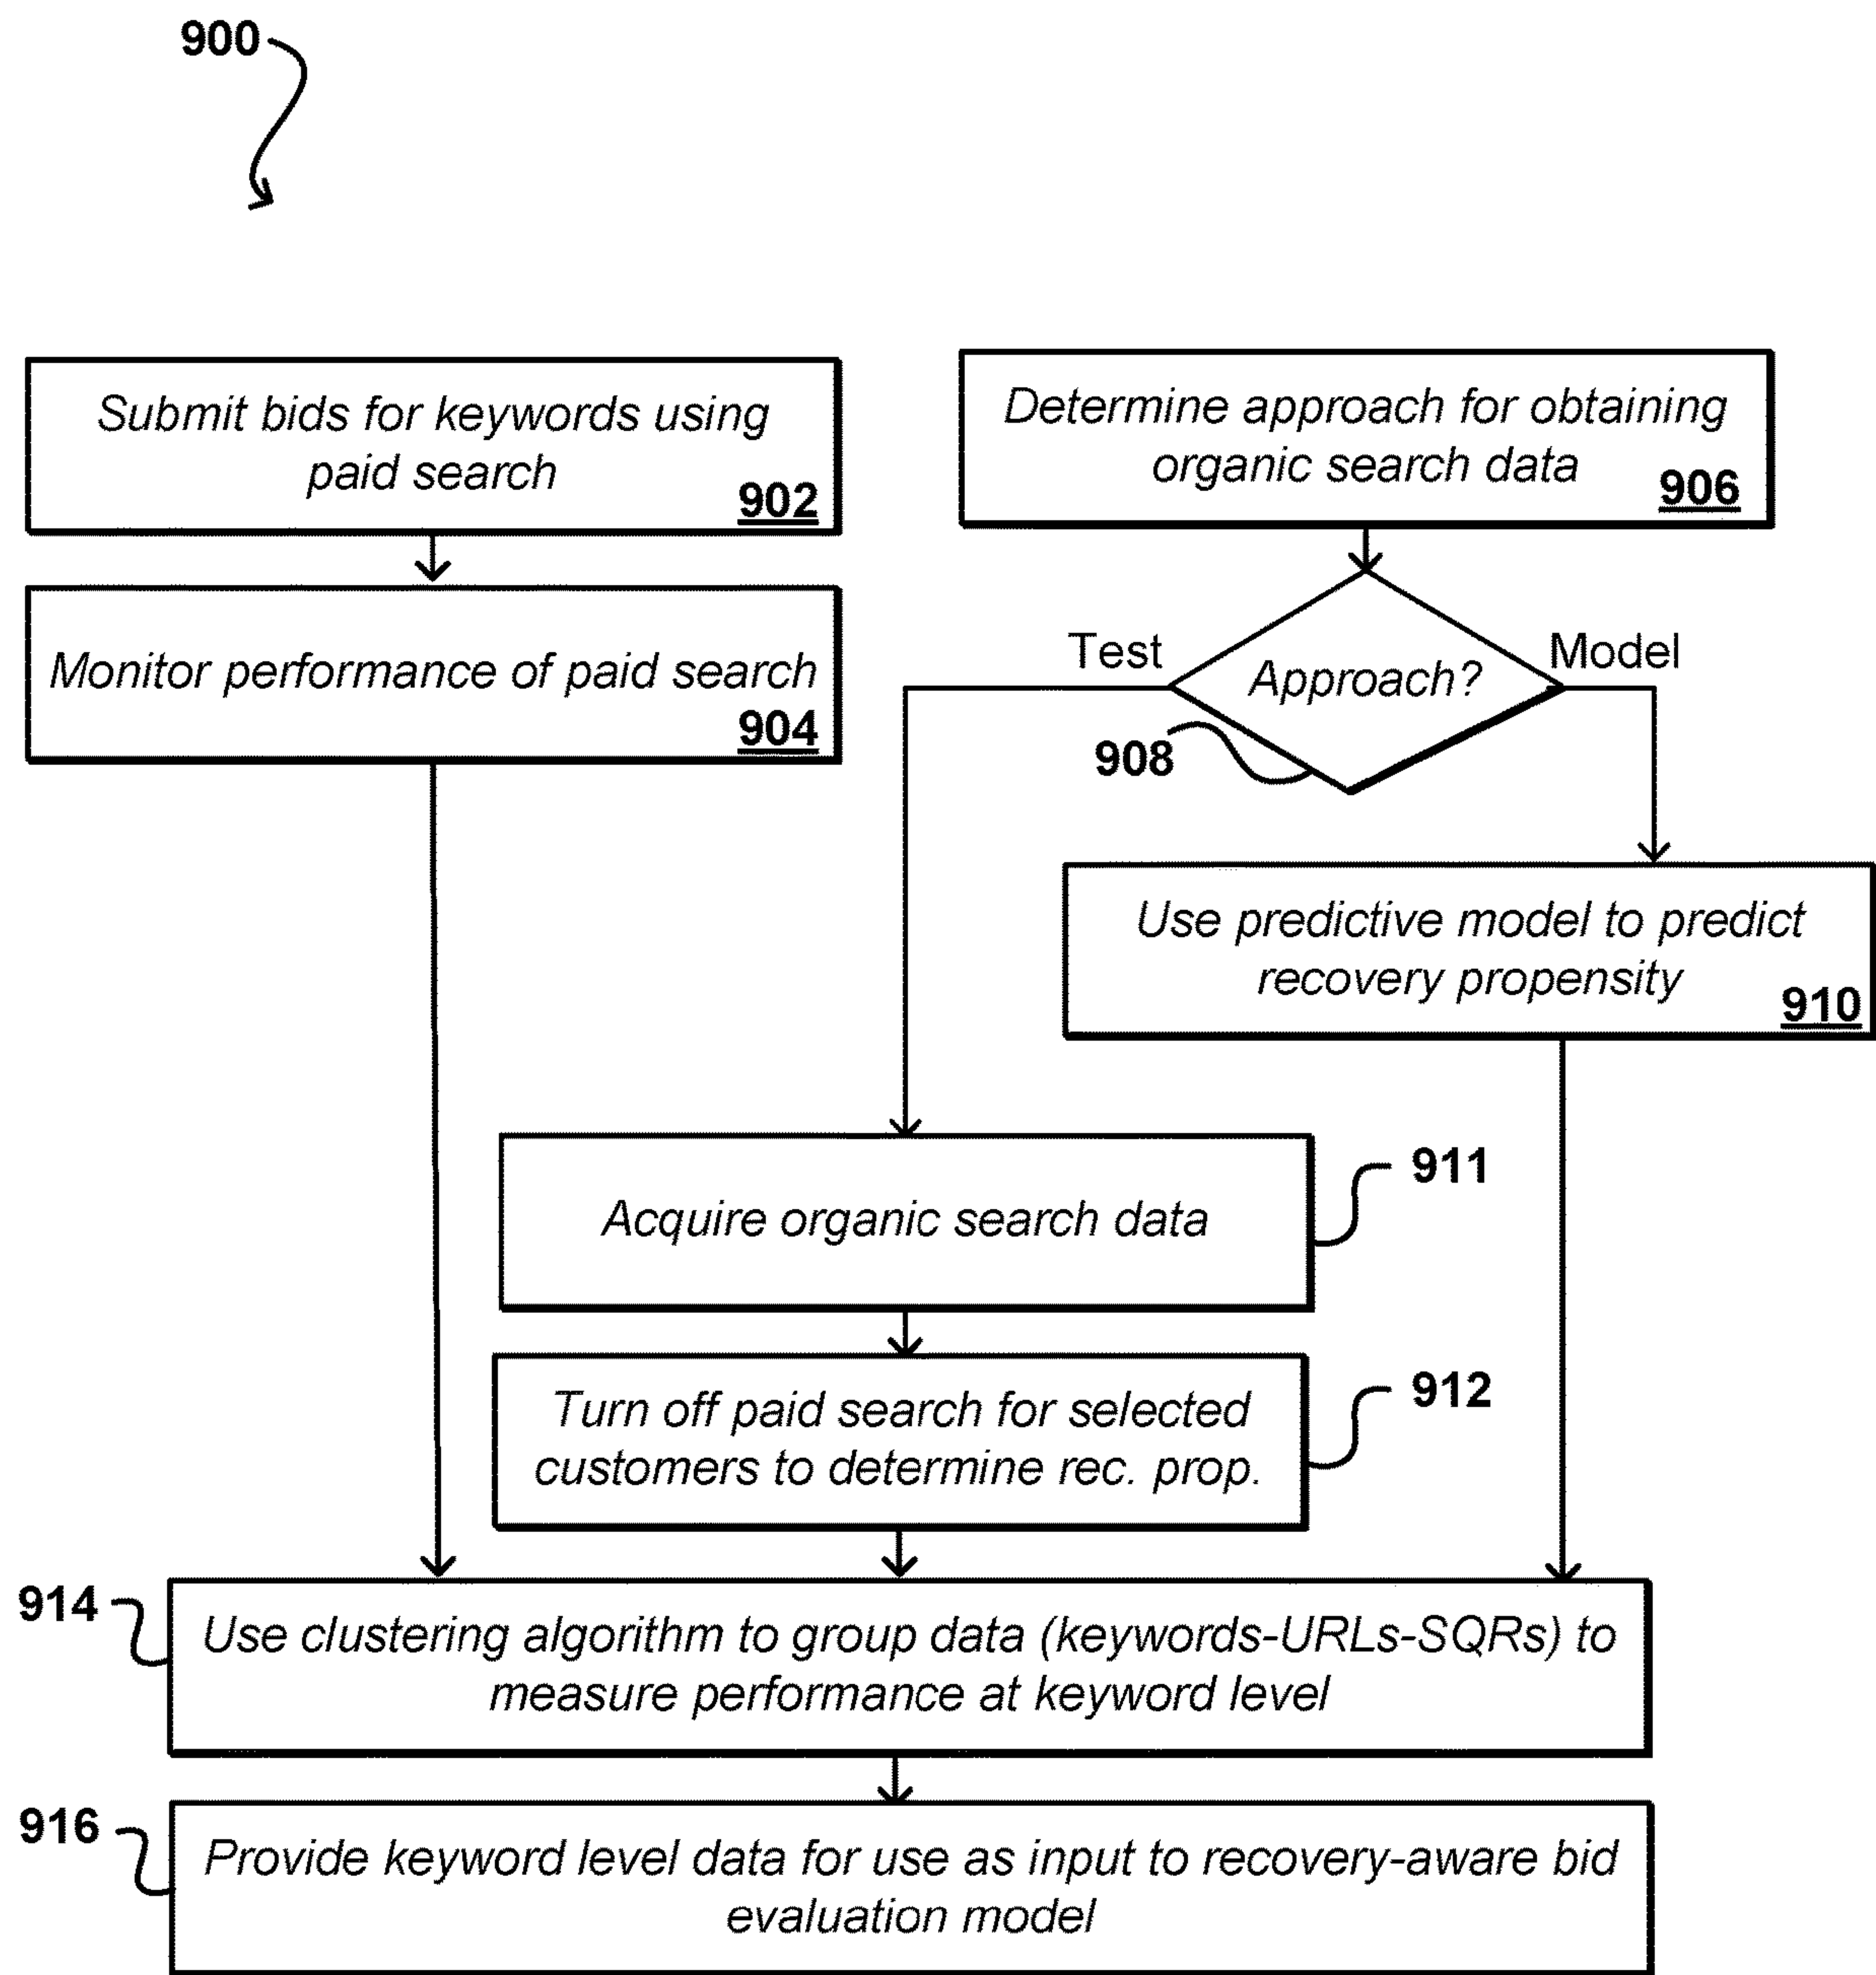 900
Submit bids for keywords using
paid search
902
Monitor performance of paid search
904
Determine approach for obtaining
organic search data
906
Test
Approach?
Model
908
Use predictive model to predict
recovery propensity
910
Acquire organic search data
911
Turn off paid search for selected
customers to determine rec. prop.
912
914
Use clustering algorithm to group data (keywords-URLs-SQRs) to
measure performance at keyword level
916
Provide keyword level data for use as input to recovery-aware bid
evaluation model